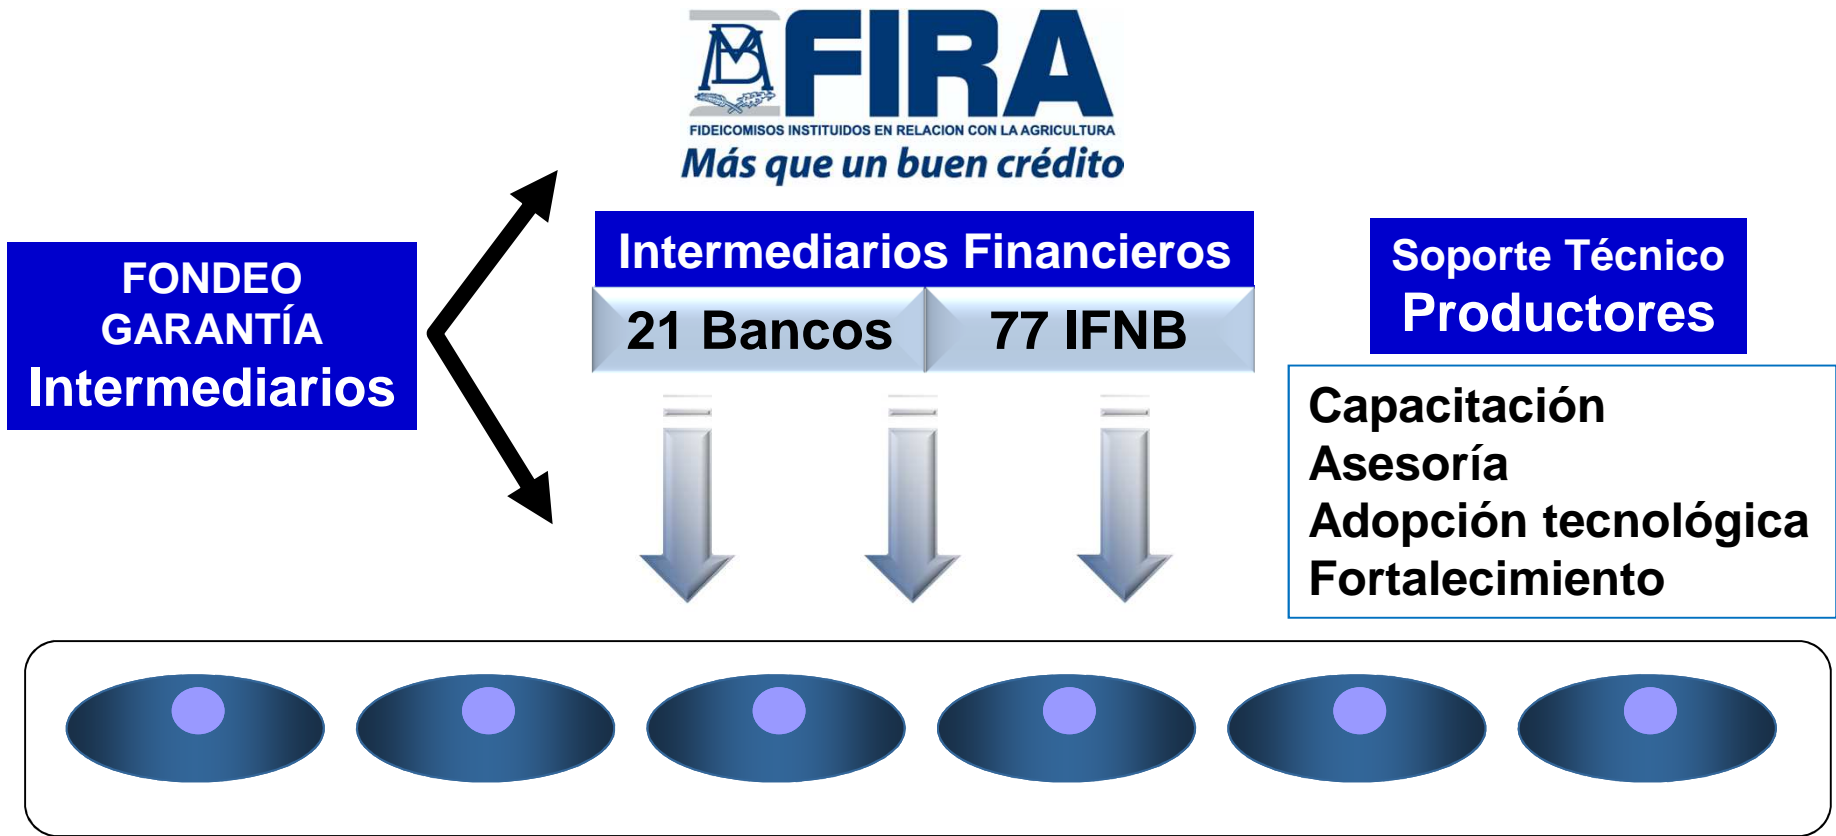 FIRA
FIDEICOMISOS INSTITUIDOS EN RELACION CON LA AGRICULTURA
Más que un buen crédito
FONDEO
GARANTÍA
Intermediarios
Intermediarios Financieros
21 Bancos
77 IFNB
Soporte Técnico
Productores
Capacitación
Asesoría
Adopción tecnológica
Fortalecimiento